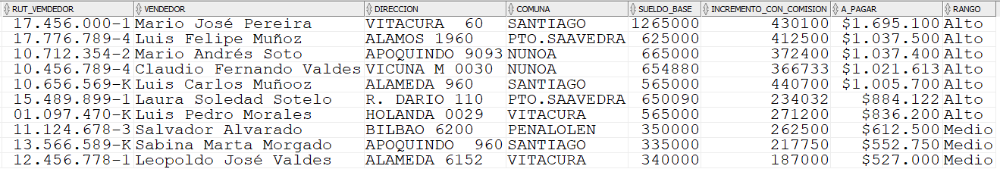 RUT_VEMDEDOR VENDEDOR DIRECCION COMUNA SUELDO_BASE INCREMENTO_CON_COMISION A_PAGAR RANGO
17.456.000-1 Mario José Pereira VITACURA  60 SANTIAGO 1265000 430100 $1.695.100 Alto
17.776.789-4 Luis Felipe Muñoz ALAMOS 1960 PTO.SAAVEDRA 625000 412500 $1.037.500 Alto
10.712.354-2 Mario Andrés Soto APOQUINDO 9093 NUNOA 665000 372400 $1.037.400 Alto
10.456.789-4 Claudio Fernando Valdes VICUNA M 0030 NUNOA 654880 366733 $1.021.613 Alto
10.656.569-K Luis Carlos Muñooz ALAMEDA 960 SANTIAGO 565000 440700 $1.005.700 Alto
15.489.899-1 Laura Soledad Sotelo R. DARIO 110 PTO.SAAVEDRA 650090 234032 $884.122 Alto
01.097.470-K Luis Pedro Morales HOLANDA 0029 VITACURA 565000 271200 $836.200 Alto
11.124.678-3 Salvador Alvarado BILBAO 6200 PENALOLEN 350000 262500 $612.500 Medio
13.566.589-K Sabina Marta Morgado APOQUINDO  960 SANTIAGO 335000 217750 $552.750 Medio
12.456.778-1 Leopoldo José Valdes ALAMEDA 6152 VITACURA 340000 187000 $527.000 Medio